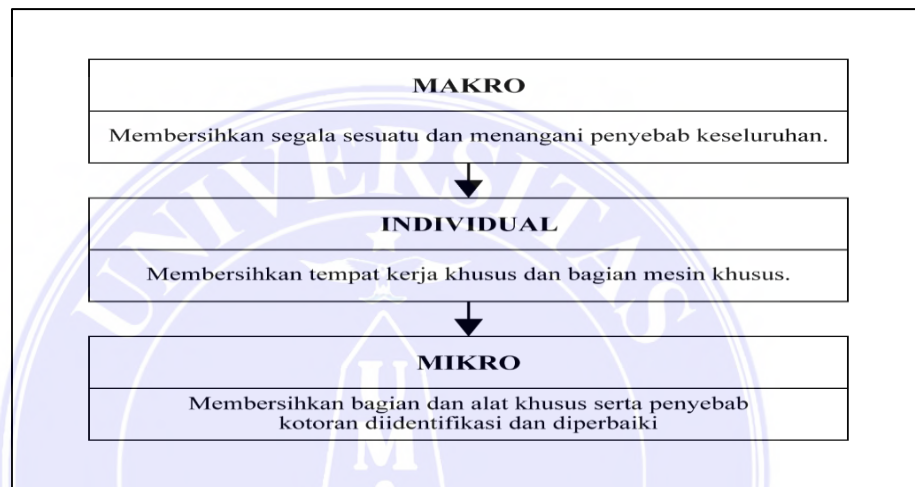 MAKRO
Membersihkan segala sesuatu dan menangani penyebab keseluruhan.
INDIVIDUAL
Membersihkan tempat kerja khusus dan bagian mesin khusus.
MIKRO
Membersihkan bagian dan alat khusus serta penyebab
kotoran diidentifikasi dan diperbaiki
UNIVERSITAS
U
M